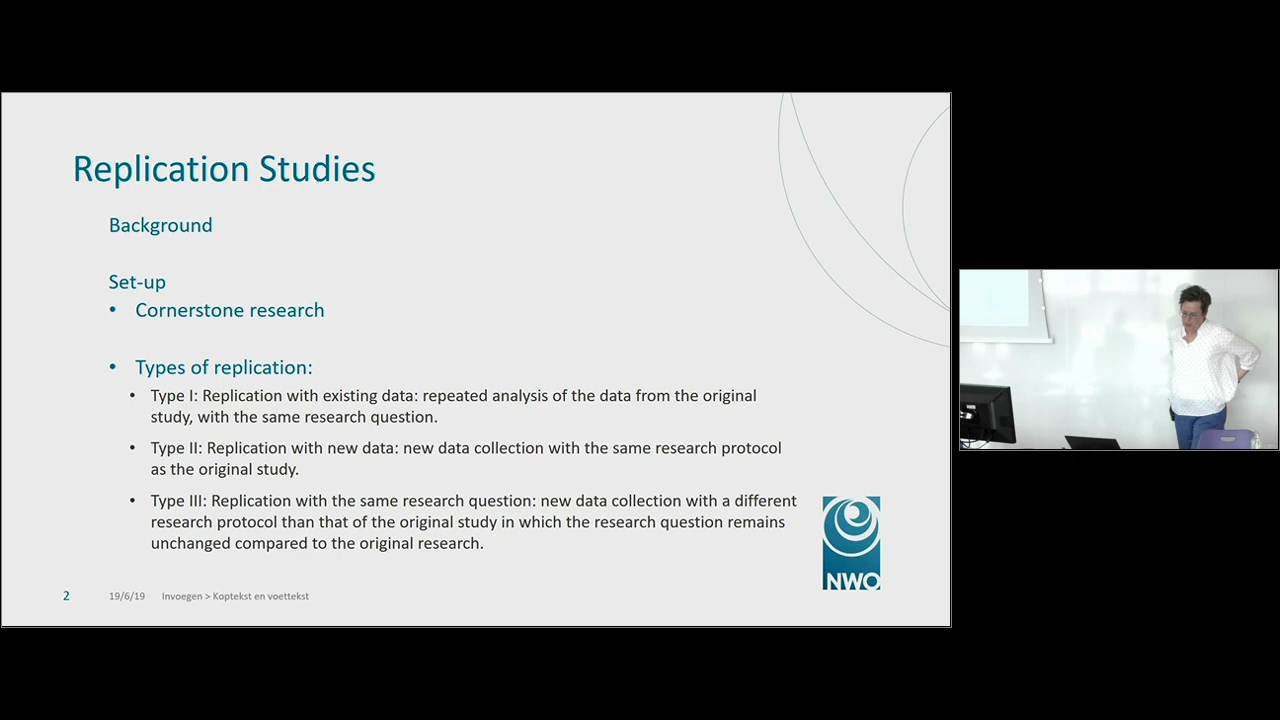 Replication Studies
Background
Set-up
• Cornerstone research
• Types of replication:
• Type I: Replication with existing data: repeated analysis of the data from the original
study, with the same research question.
• Type II: Replication with new data: new data collection with the same research protocol
as the original study.
• Type III: Replication with the same research question: new data collection with a different
research protocol than that of the original study in which the research question remains
unchanged compared to the original research.
NWO
2 19/6/19 Invoegen > Koptekst en voettekst